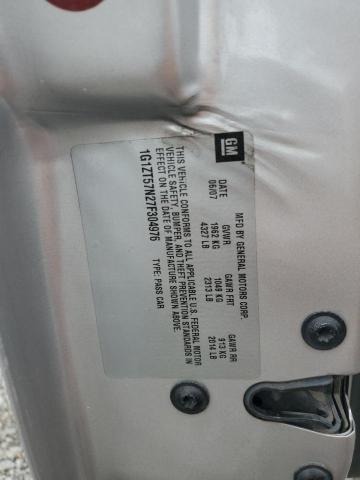 GM
MFD BY GENERAL MOTORS CORP.
DATE GVWR GAWR FRT GAWR RR
06/07 1962 KG 1049 KG 913 KG
4327 LB 2313 LB 2014 LB
THIS VEHICLE CONFORMS TO ALL APPLICABLE U.S. FEDERAL MOTOR
VEHICLE SAFETY, BUMPER, AND THEFT PREVENTION STANDARDS IN
EFFECT ON THE DATE OF MANUFACTURE SHOWN ABOVE.
1G1ZT57N27F304976 TYPE: PASS CAR